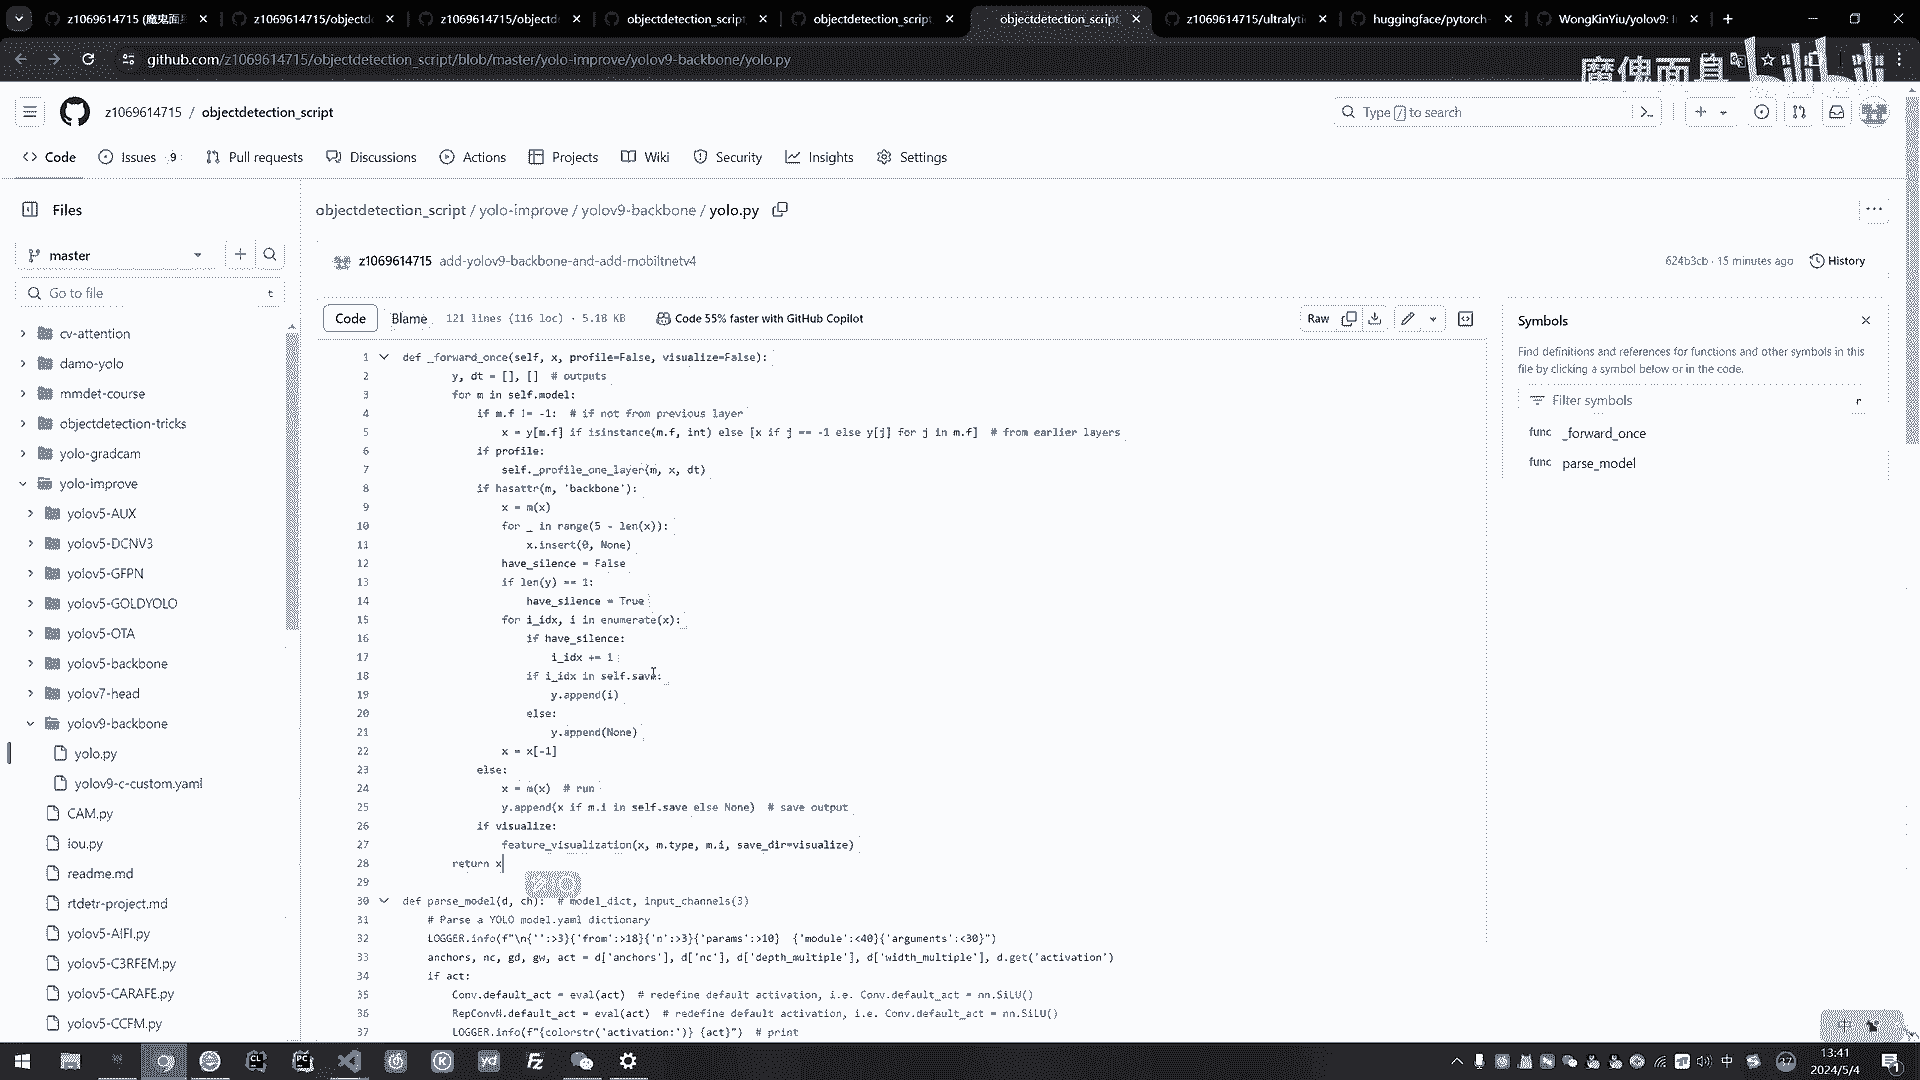 z1069614715 (魔鬼面
z1069614715/objectd
z1069614715/objectd
objectdetection_script
objectdetection_script
objectdetection_script
z1069614715/ultralyti
huggingface/pytorch-
WongKinYiu/yolov9: I
github.com/z1069614715/objectdetection_script/blob/master/yolo-improve/yolov9-backbone/yolo.py
魔傀面具 bilibili
z1069614715 / objectdetection_script
Type / to search
Code
Issues 9
Pull requests
Discussions
Actions
Projects
Wiki
Security
Insights
Settings
Files
objectdetection_script / yolo-improve / yolov9-backbone / yolo.py
master
z1069614715 add-yolov9-backbone-and-add-mobiltnetv4
624b3cb · 15 minutes ago
History
Go to file
t
Code
Blame
121 lines (116 loc) · 5.18 KB
Code 55% faster with GitHub Copilot
Raw
Symbols
Find definitions and references for functions and other symbols in this
file by clicking a symbol below or in the code.
Filter symbols
r
func _forward_once
func parse_model
cv-attention
damo-yolo
mmdet-course
objectdetection-tricks
yolo-gradcam
yolo-improve
yolov5-AUX
yolov5-DCNV3
yolov5-GFPN
yolov5-GOLDYOLO
yolov5-OTA
yolov5-backbone
yolov7-head
yolov9-backbone
yolo.py
yolov9-c-custom.yaml
CAM.py
iou.py
readme.md
rtdetr-project.md
yolov5-AIFI.py
yolov5-C3RFEM.py
yolov5-CARAFE.py
yolov5-CCFM.py
1 def _forward_once(self, x, profile=False, visualize=False):
2 y, dt = [], [] # outputs
3 for m in self.model:
4 if m.f != -1: # if not from previous layer
5 x = y[m.f] if isinstance(m.f, int) else [x if j == -1 else y[j] for j in m.f] # from earlier layers
6 if profile:
7 self._profile_one_layer(m, x, dt)
8 if hasattr(m, 'backbone'):
9 x = m(x)
10 for _ in range(5 - len(x)):
11 x.insert(0, None)
12 have_silence = False
13 if len(y) == 1:
14 have_silence = True
15 for i_idx, i in enumerate(x):
16 if have_silence:
17 i_idx += 1
18 if i_idx in self.save:
19 y.append(i)
20 else:
21 y.append(None)
22 x = x[-1]
23 else:
24 x = m(x) # run
25 y.append(x if m.i in self.save else None) # save output
26 if visualize:
27 feature_visualization(x, m.type, m.i, save_dir=visualize)
28 return x
29
30 def parse_model(d, ch): # model_dict, input_channels(3)
31 # Parse a YOLO model.yaml dictionary
32 LOGGER.info(f"\n{'':>3}{'from':>18}{'n':>3}{'params':>10}  {'module':<40}{'arguments':<30}")
33 anchors, nc, gd, gw, act = d['anchors'], d['nc'], d['depth_multiple'], d['width_multiple'], d.get('activation')
34 if act:
35 Conv.default_act = eval(act) # redefine default activation, i.e. Conv.default_act = nn.SiLU()
36 RepConvN.default_act = eval(act) # redefine default activation, i.e. Conv.default_act = nn.SiLU()
37 LOGGER.info(f"{colorstr('activation:')} {act}") # print
中
37
13:41
2024/5/4